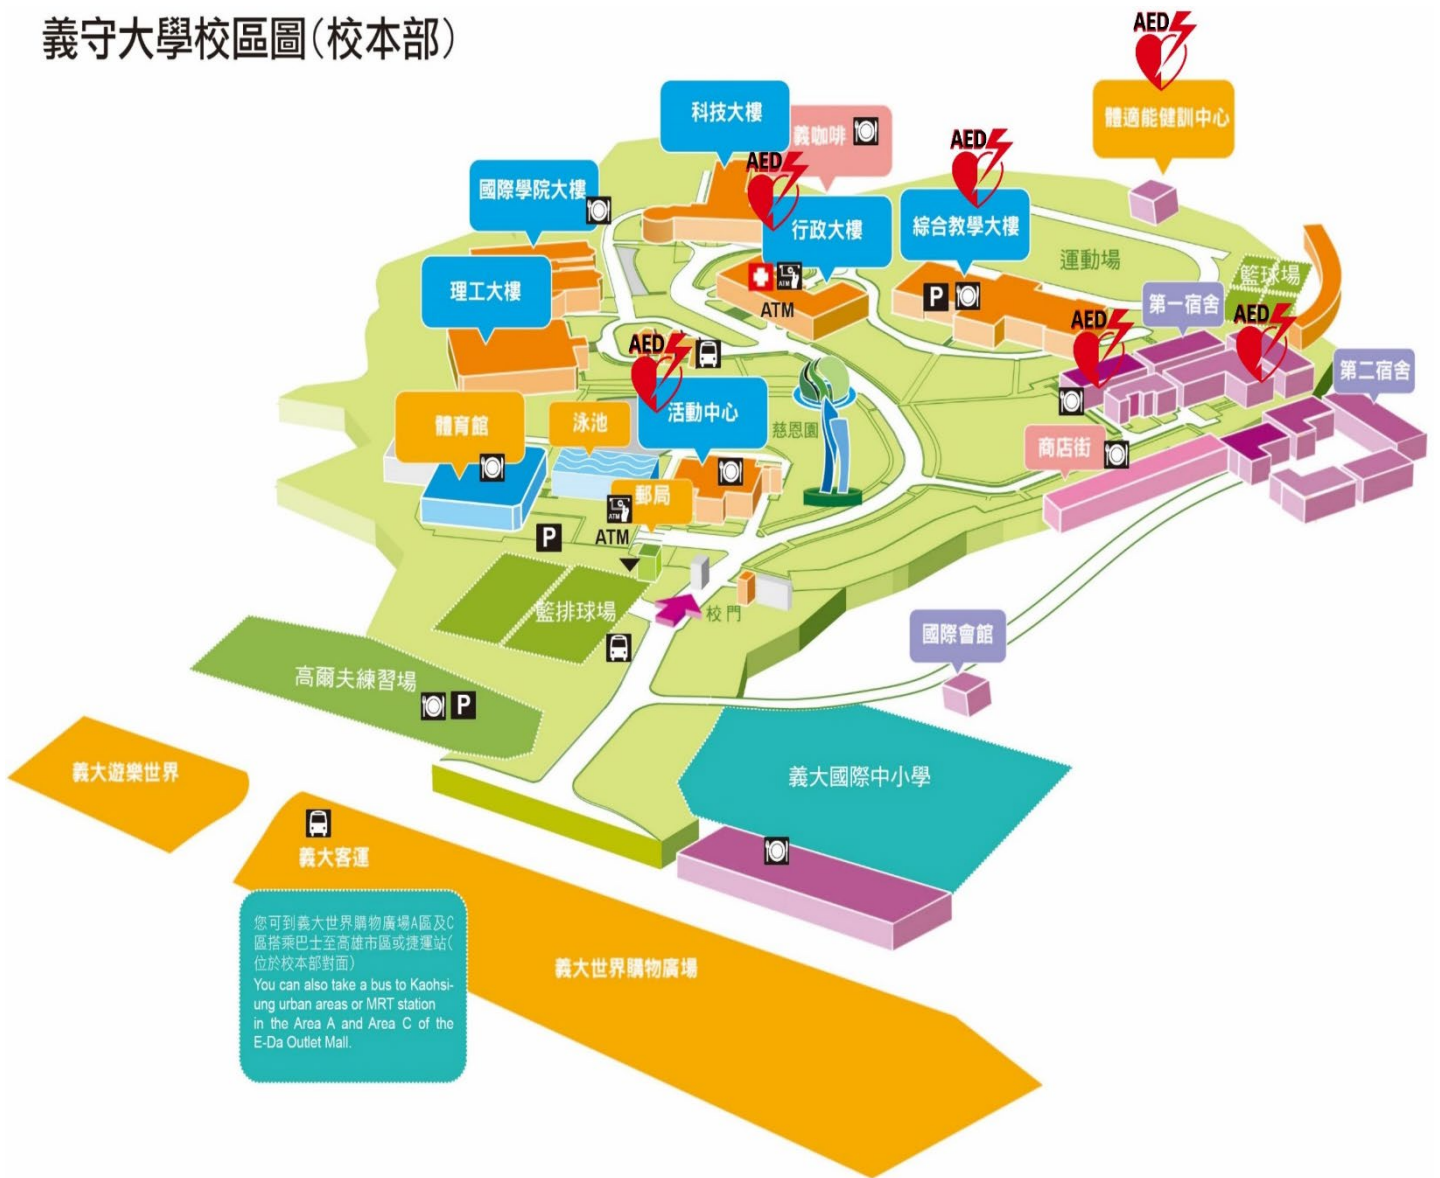 義守大學校區圖(校本部)
AED
體適能健訓中心
科技大樓
義咖啡
AED
AED
國際學院大樓
行政大樓
綜合教學大樓
運動場
籃球場
理工大樓
ATM
ATM
P
第一宿舍
AED
AED
AED
第二宿舍
體育館
泳池
活動中心
慈恩園
商店街
郵局
ATM
ATM
P
籃排球場
校門
國際會館
高爾夫練習場
P
義大遊樂世界
義大國際中小學
義大客運
您可到義大世界購物廣場A區及C
區搭乘巴士至高雄市區或捷運站(
位於校本部對面)
You can also take a bus to Kaohsi-
ung urban areas or MRT station
in the Area A and Area C of the
E-Da Outlet Mall.
義大世界購物廣場